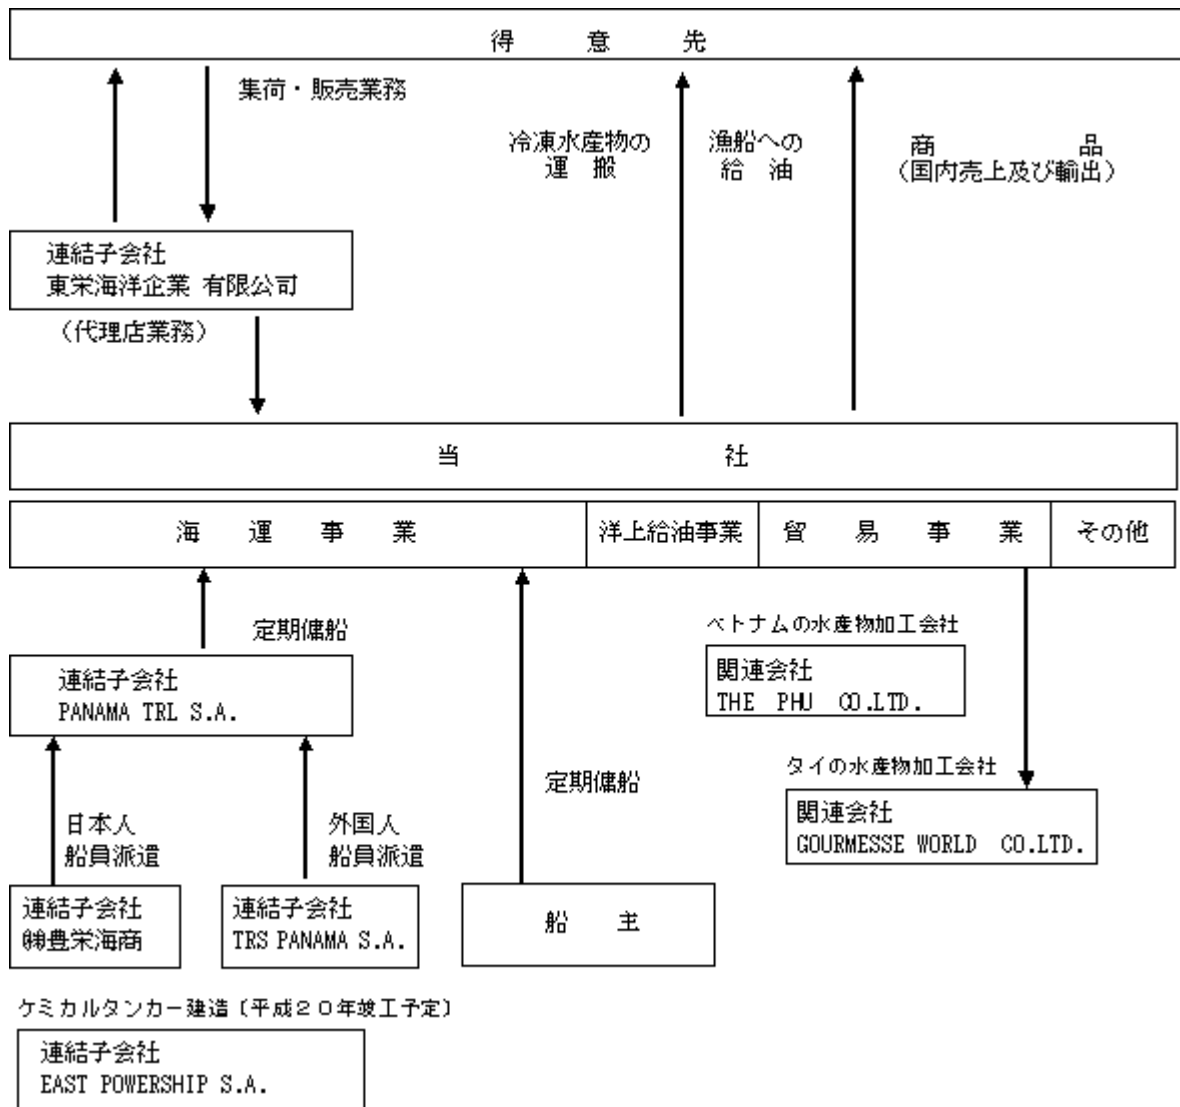 得意先
集荷・販売業務
冷凍水産物の
運搬
漁船への
給油
商品
（国内売上及び輸出）
連結子会社
東栄海洋企業 有限公司
（代理店業務）
当社
海運事業
洋上給油事業
貿易事業
その他
定期傭船
ベトナムの水産物加工会社
連結子会社
PANAMA TRL S.A.
関連会社
THE PHU CO.LTD.
定期傭船
タイの水産物加工会社
日本人
船員派遣
外国人
船員派遣
関連会社
GOURMESSE WORLD CO.LTD.
連結子会社
㈱豊栄海商
連結子会社
TRS PANAMA S.A.
船主
ケミカルタンカー建造〔平成２０年竣工予定〕
連結子会社
EAST POWERSHIP S.A.